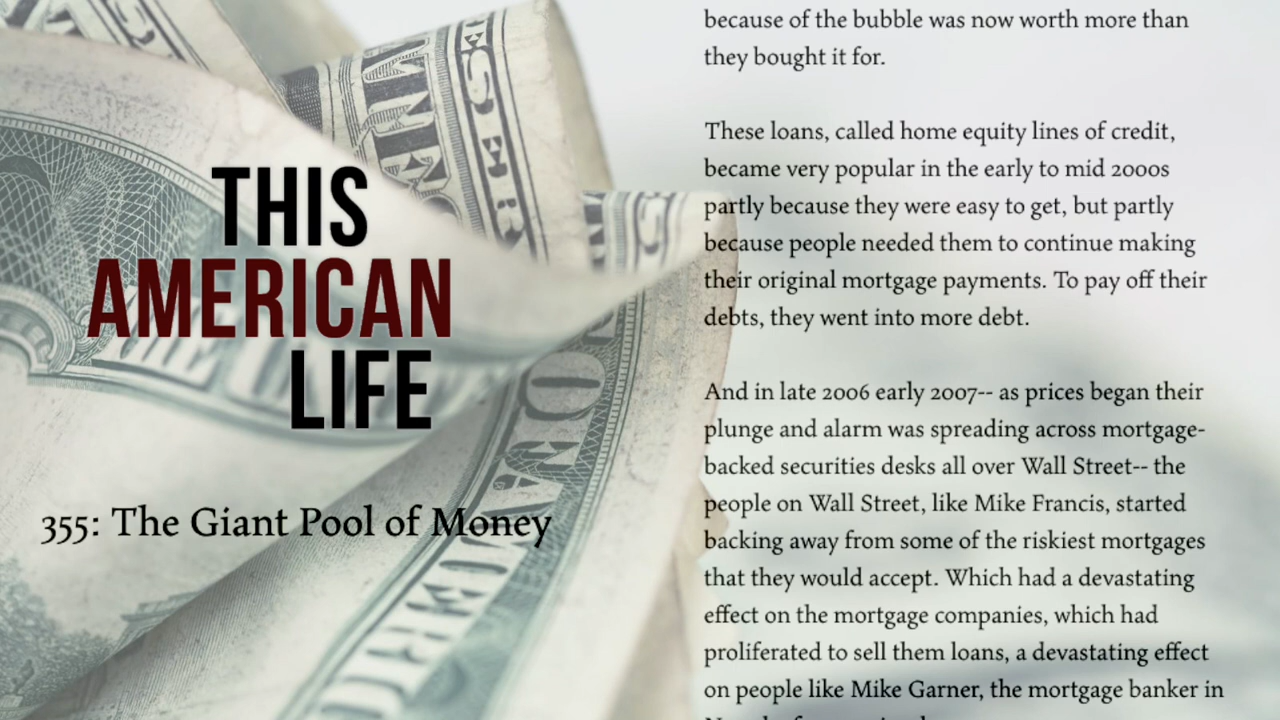 THIS
AMERICAN
LIFE
355: The Giant Pool of Money
because of the bubble was now worth more than
they bought it for.
These loans, called home equity lines of credit,
became very popular in the early to mid 2000s
partly because they were easy to get, but partly
because people needed them to continue making
their original mortgage payments. To pay off their
debts, they went into more debt.
And in late 2006 early 2007-- as prices began their
plunge and alarm was spreading across mortgage-
backed securities desks all over Wall Street-- the
people on Wall Street, like Mike Francis, started
backing away from some of the riskiest mortgages
that they would accept. Which had a devastating
effect on the mortgage companies, which had
proliferated to sell them loans, a devastating effect
on people like Mike Garner, the mortgage banker in